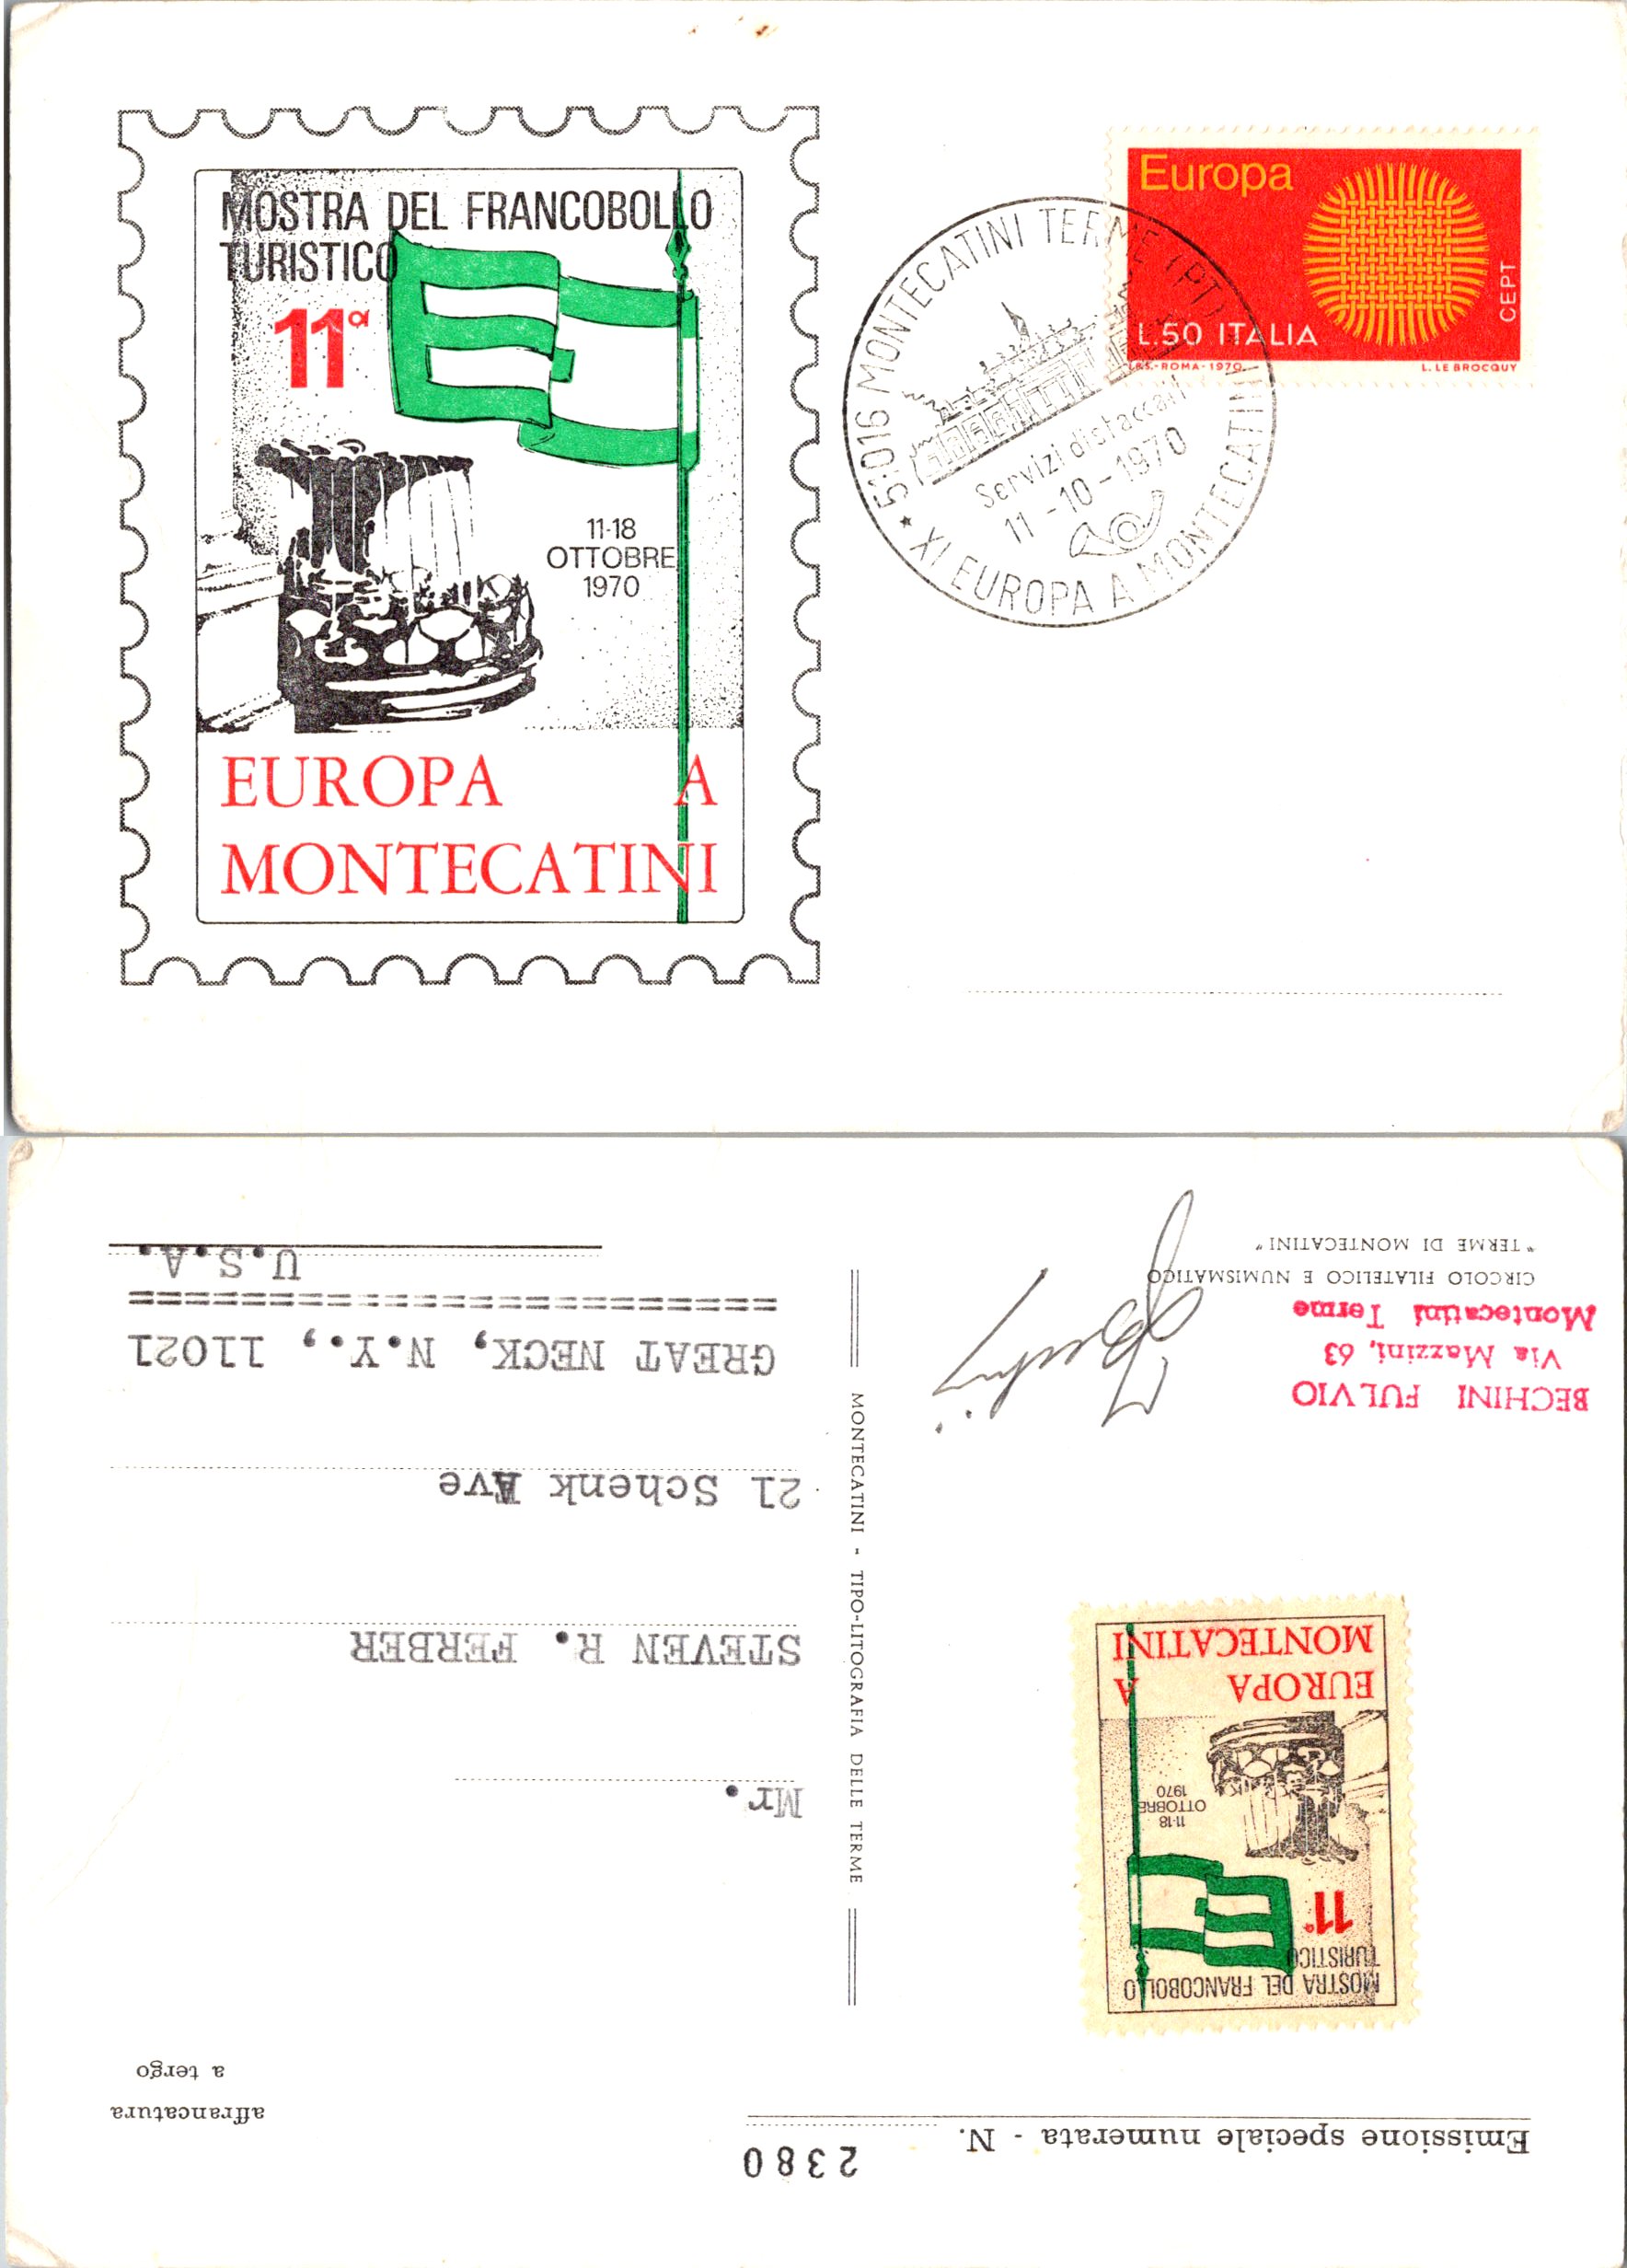 MOSTRA DEL FRANCOBOLLO
TURISTICO
11ª
11-18
OTTOBRE
1970
EUROPA A
MONTECATINI
Europa
CEPT
L.50 ITALIA
I.P.S.-ROMA-1970
L. LE BROCQUY
51016 MONTECATINI TERME (PT)
Servizi distaccati
11-10-1970
* XI EUROPA A MONTECATINI
Emissione speciale numerata - N. 2380
affrancatura
a tergo
MOSTRA DEL FRANCOBOLLO
TURISTICO
11ª
11-18
OTTOBRE
1970
EUROPA A
MONTECATINI
BECHINI FULVIO
Via Mazzini, 63
Montecatini Terme
CIRCOLO FILATELICO E NUMISMATICO
"TERME DI MONTECATINI"
MONTECATINI - TIPO-LITOGRAFIA DELLE TERME
Mr.
STEVEN R. FERBER
21 Schenk Ave
GREAT NECK, N.Y., 11021
=========================
U.S.A.